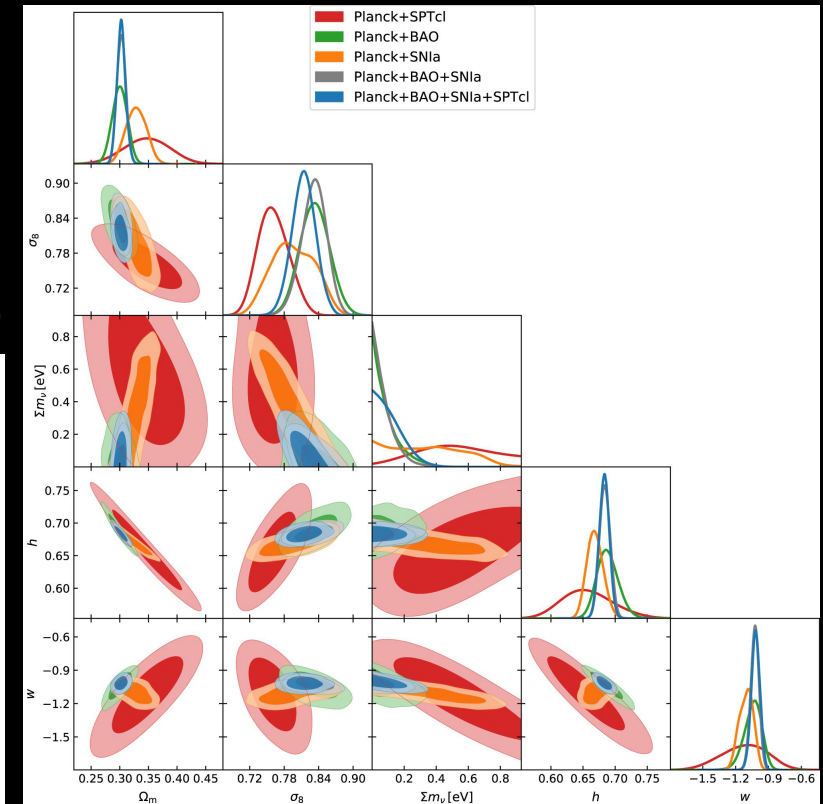 Planck+SPTcl
Planck+BAO
Planck+SNIa
Planck+BAO+SNIa
Planck+BAO+SNIa+SPTcl
0.90
0.84
0.78
0.72
σ8
0.8
0.6
0.4
0.2
Σmν [eV]
0.75
0.70
0.65
0.60
h
−0.6
−0.9
−1.2
−1.5
w
0.25 0.30 0.35 0.40 0.45
0.72 0.78 0.84 0.90
0.2 0.4 0.6 0.8
0.60 0.65 0.70 0.75
−1.5 −1.2 −0.9 −0.6
Ωm
σ8
Σmν [eV]
h
w